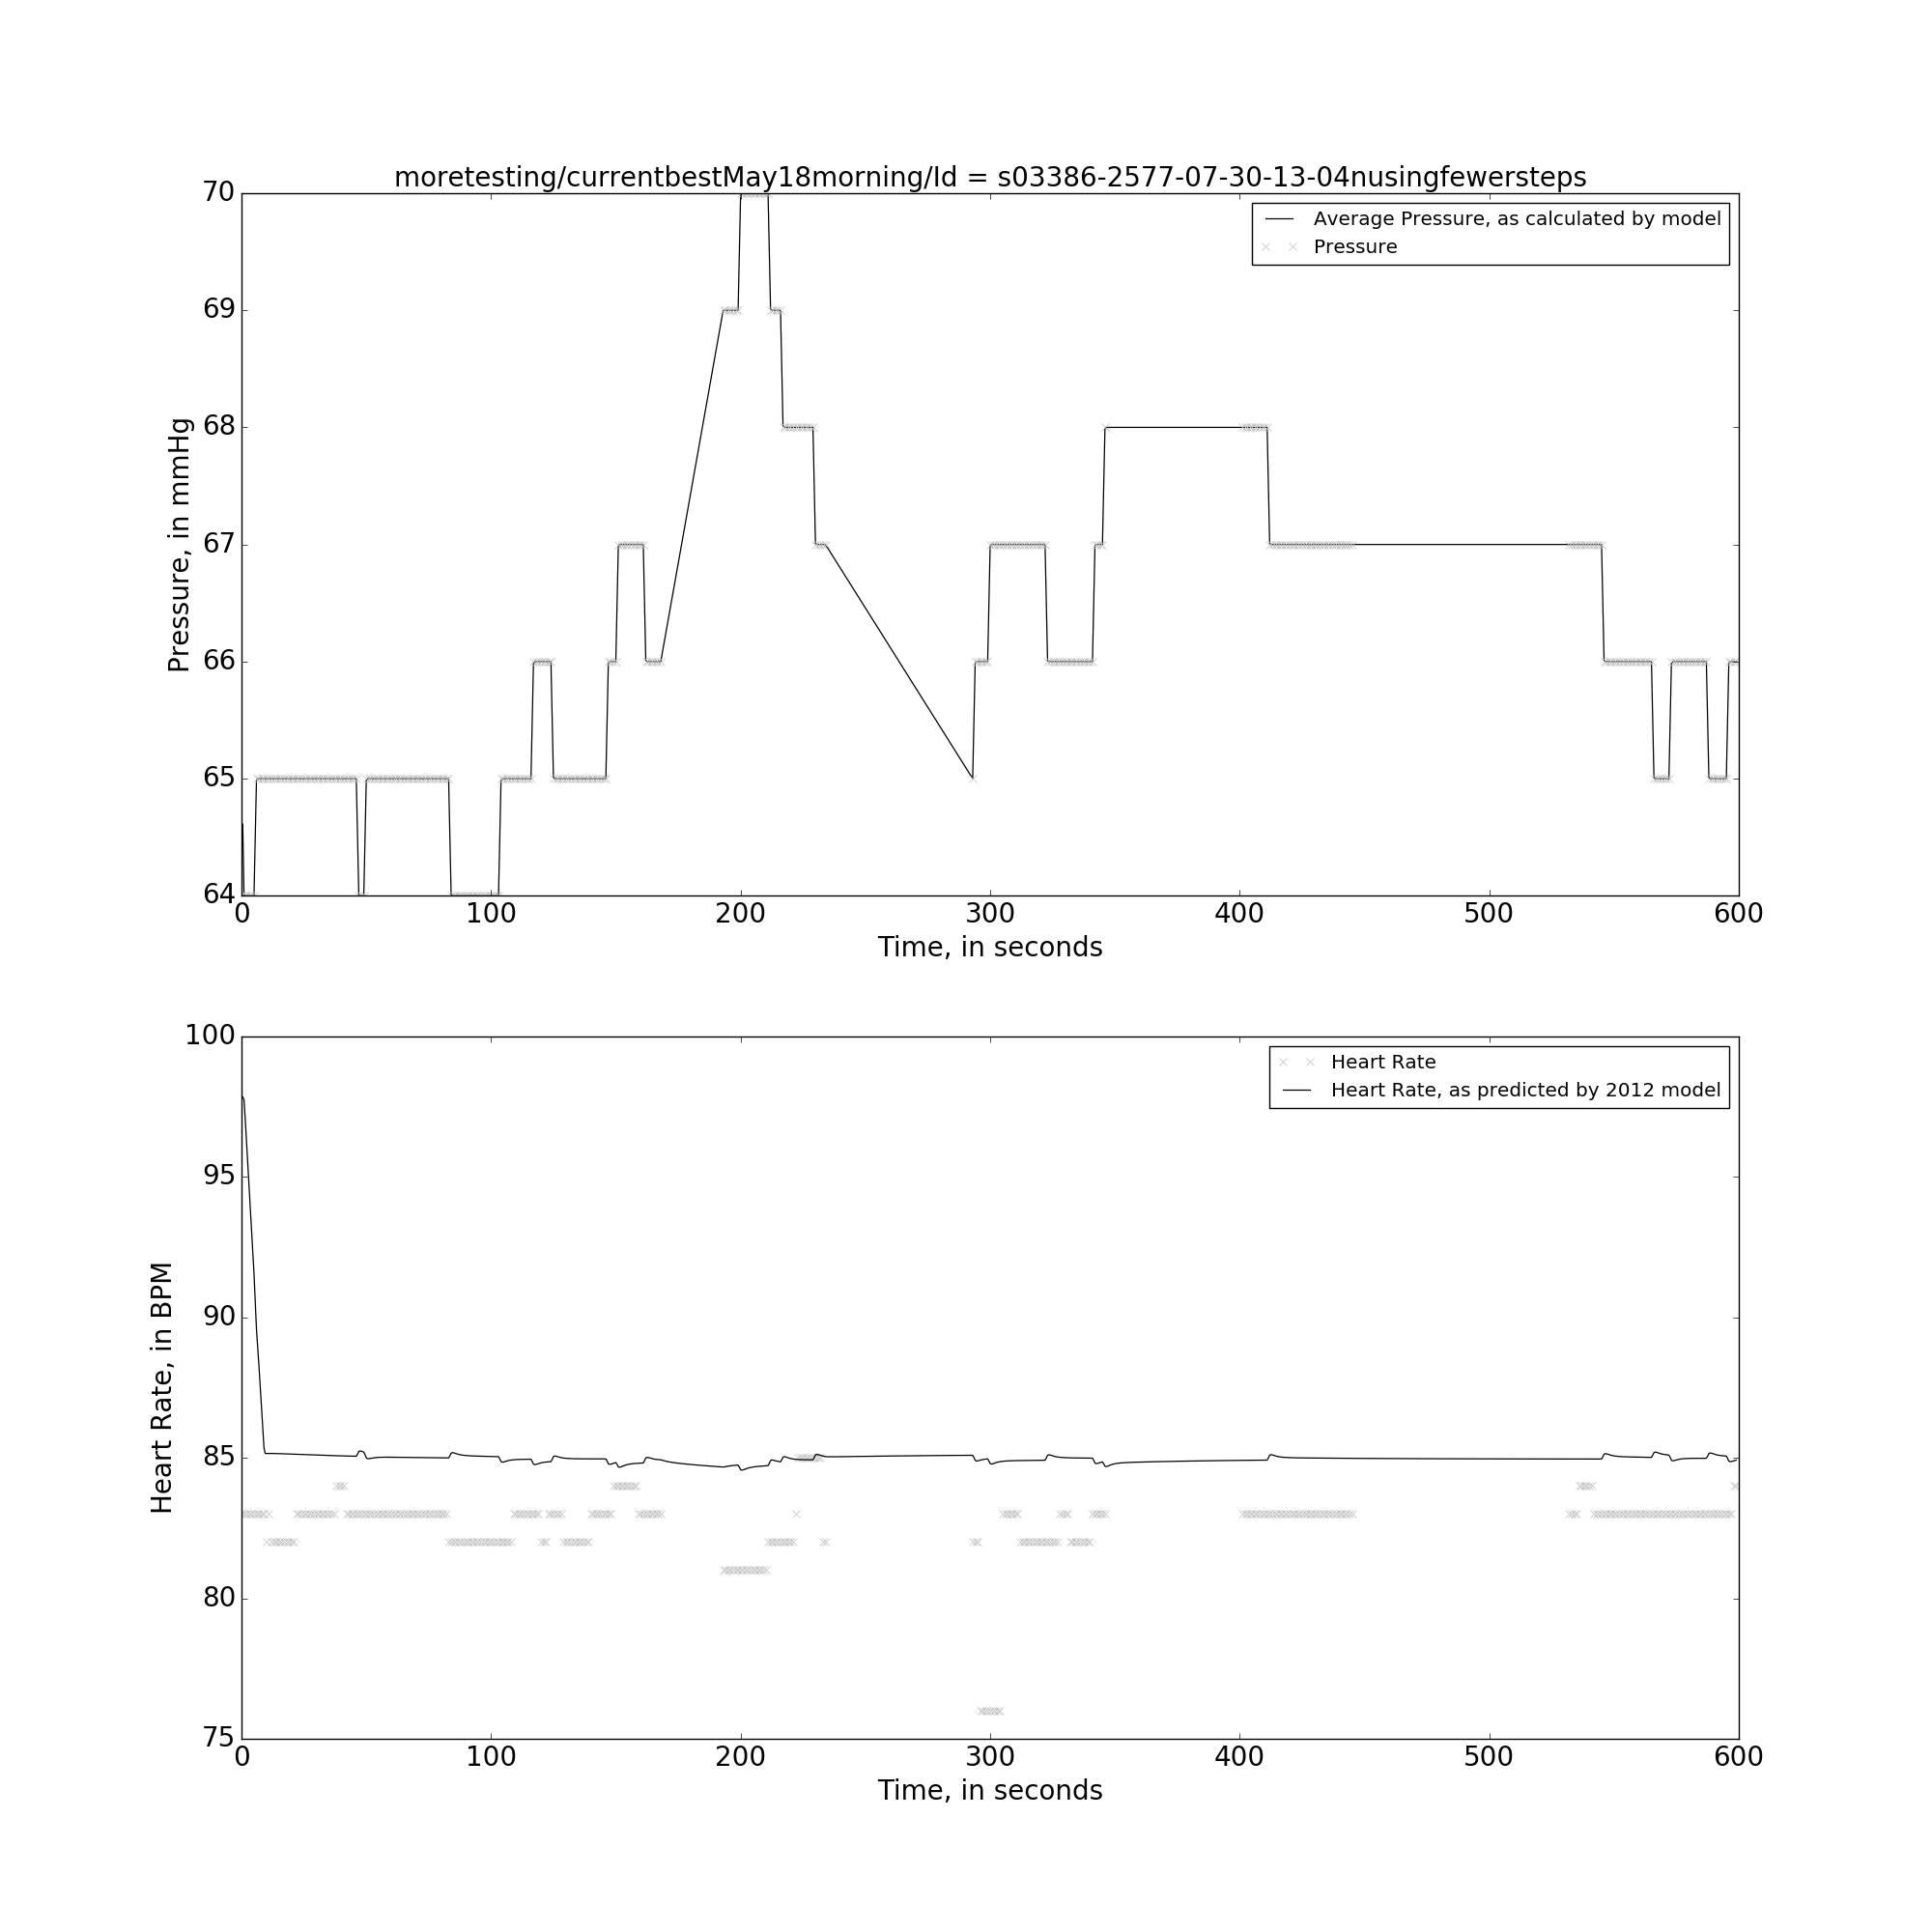 moretesting/currentbestMay18morning/Id = s03386-2577-07-30-13-04nusingfewersteps
70
69
68
67
66
65
64
Pressure, in mmHg
Average Pressure, as calculated by model
Pressure
0 100 200 300 400 500 600
Time, in seconds
100
95
90
85
80
75
Heart Rate, in BPM
Heart Rate
Heart Rate, as predicted by 2012 model
0 100 200 300 400 500 600
Time, in seconds